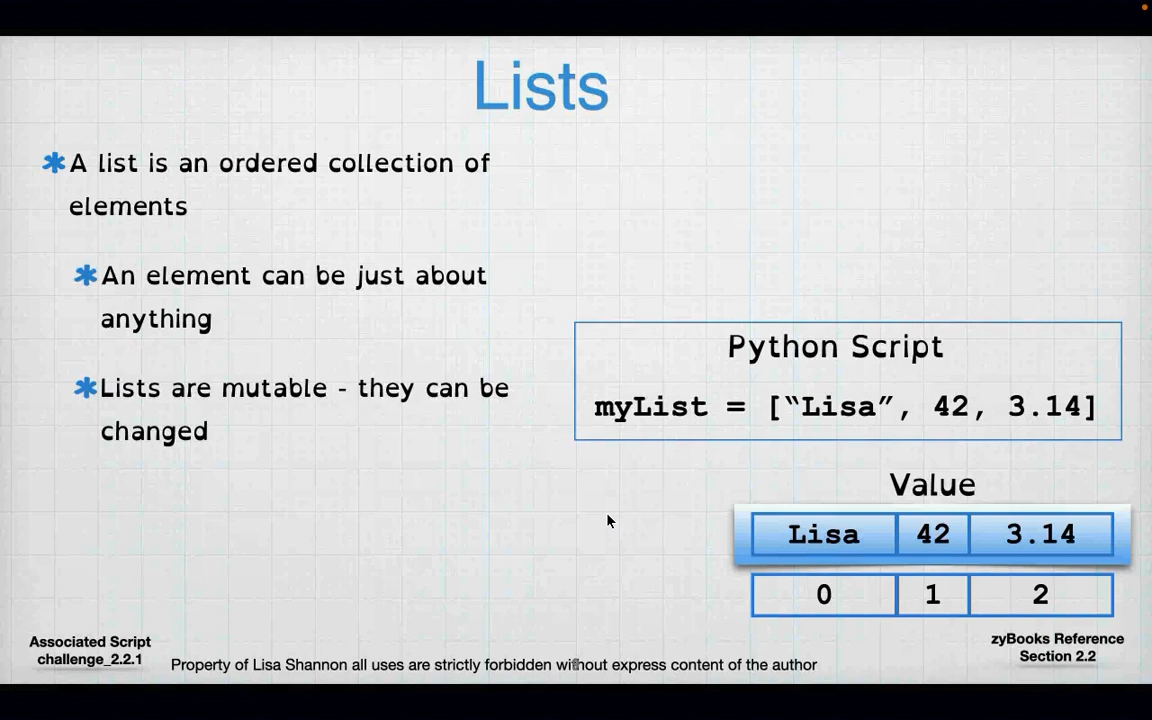 Lists
A list is an ordered collection of
elements
An element can be just about
anything
Lists are mutable - they can be
changed
Python Script
myList = [“Lisa”, 42, 3.14]
Value
Lisa 42 3.14
0 1 2
Associated Script
challenge_2.2.1
Property of Lisa Shannon all uses are strictly forbidden without express content of the author
zyBooks Reference
Section 2.2